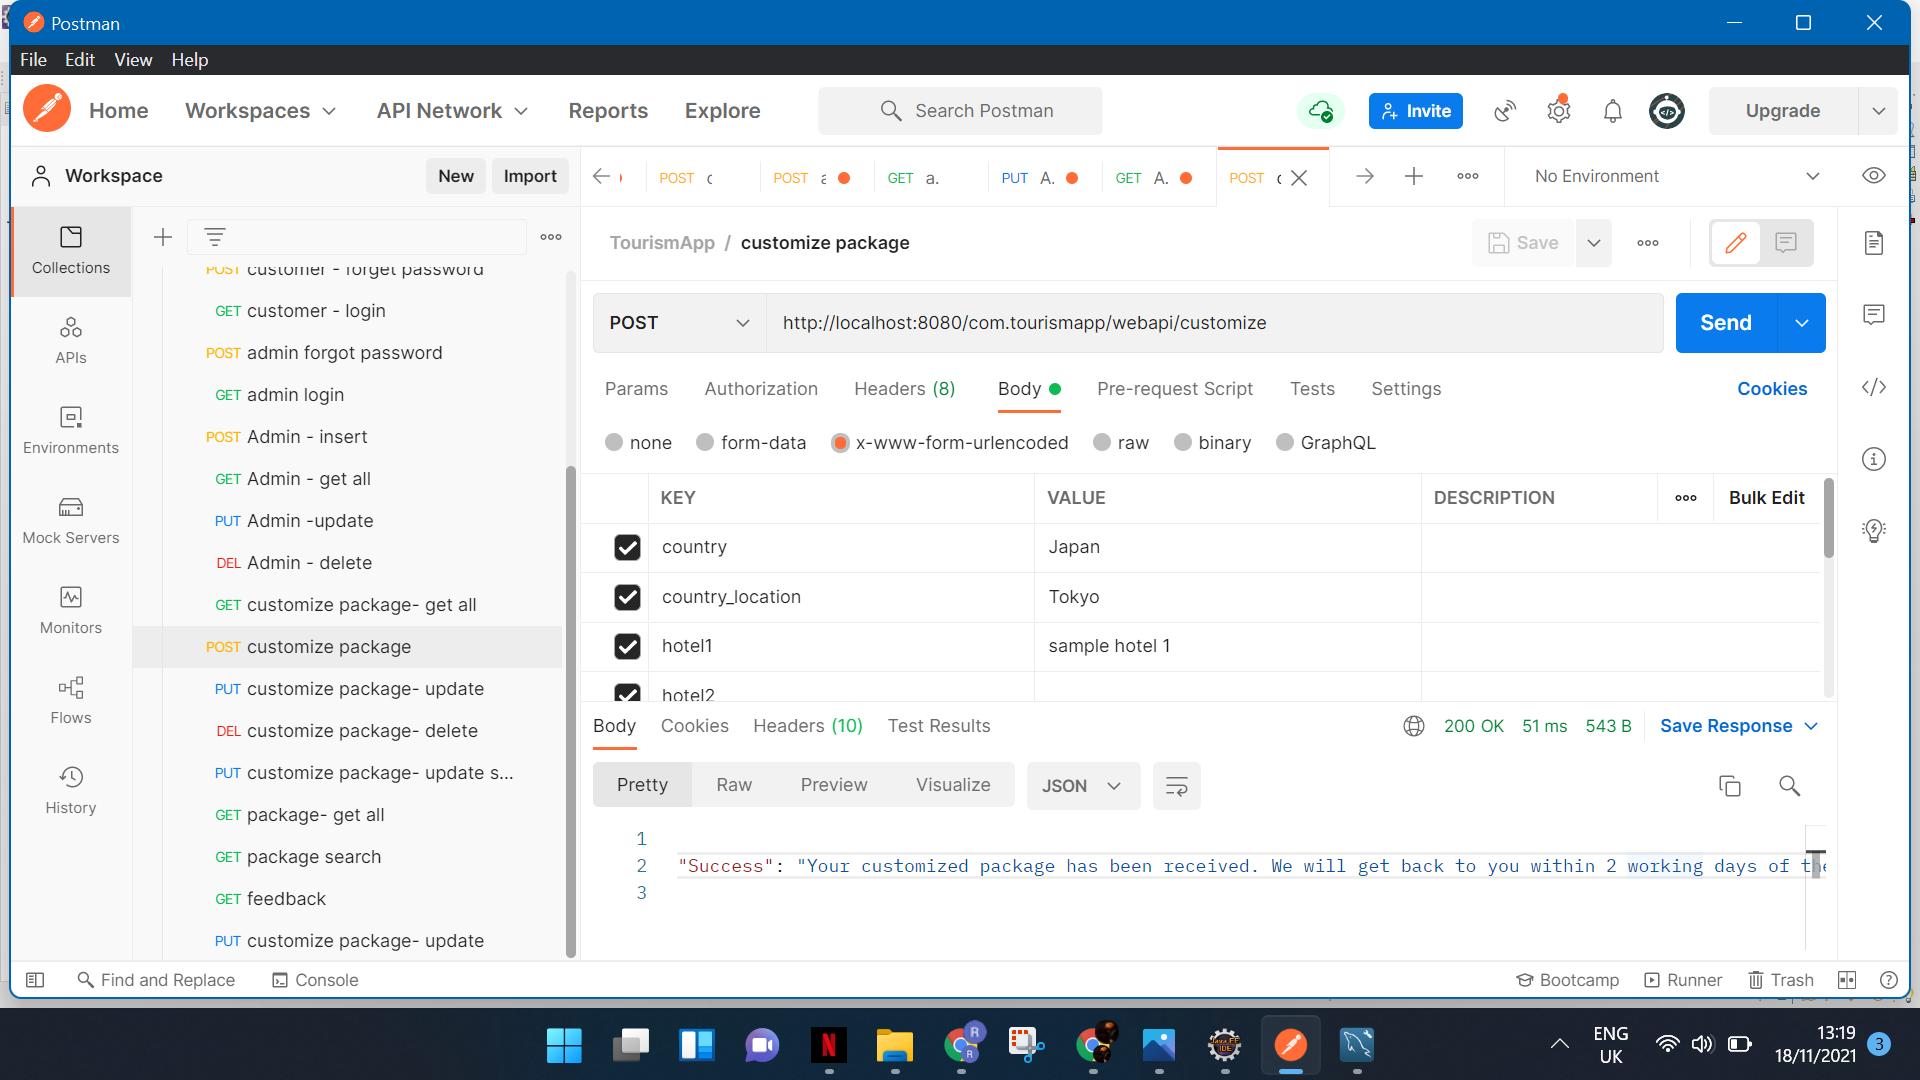 Postman
File Edit View Help
Home Workspaces API Network Reports Explore Search Postman Invite Upgrade
Workspace New Import
POST POST GET a. PUT A. GET A. POST No Environment
Collections
APIs
Environments
Mock Servers
Monitors
Flows
History
POST customer - forget password
GET customer - login
POST admin forgot password
GET admin login
POST Admin - insert
GET Admin - get all
PUT Admin -update
DEL Admin - delete
GET customize package- get all
POST customize package
PUT customize package- update
DEL customize package- delete
PUT customize package- update s...
GET package- get all
GET package search
GET feedback
PUT customize package- update
TourismApp / customize package Save
POST http://localhost:8080/com.tourismapp/webapi/customize Send
Params Authorization Headers (8) Body Pre-request Script Tests Settings Cookies
none form-data x-www-form-urlencoded raw binary GraphQL
KEY VALUE DESCRIPTION Bulk Edit
country Japan
country_location Tokyo
hotel1 sample hotel 1
hotel2
Body Cookies Headers (10) Test Results 200 OK 51 ms 543 B Save Response
Pretty Raw Preview Visualize JSON
1
2 "Success": "Your customized package has been received. We will get back to you within 2 working days of the
3
Find and Replace Console Bootcamp Runner Trash
ENG
UK
13:19
18/11/2021 3